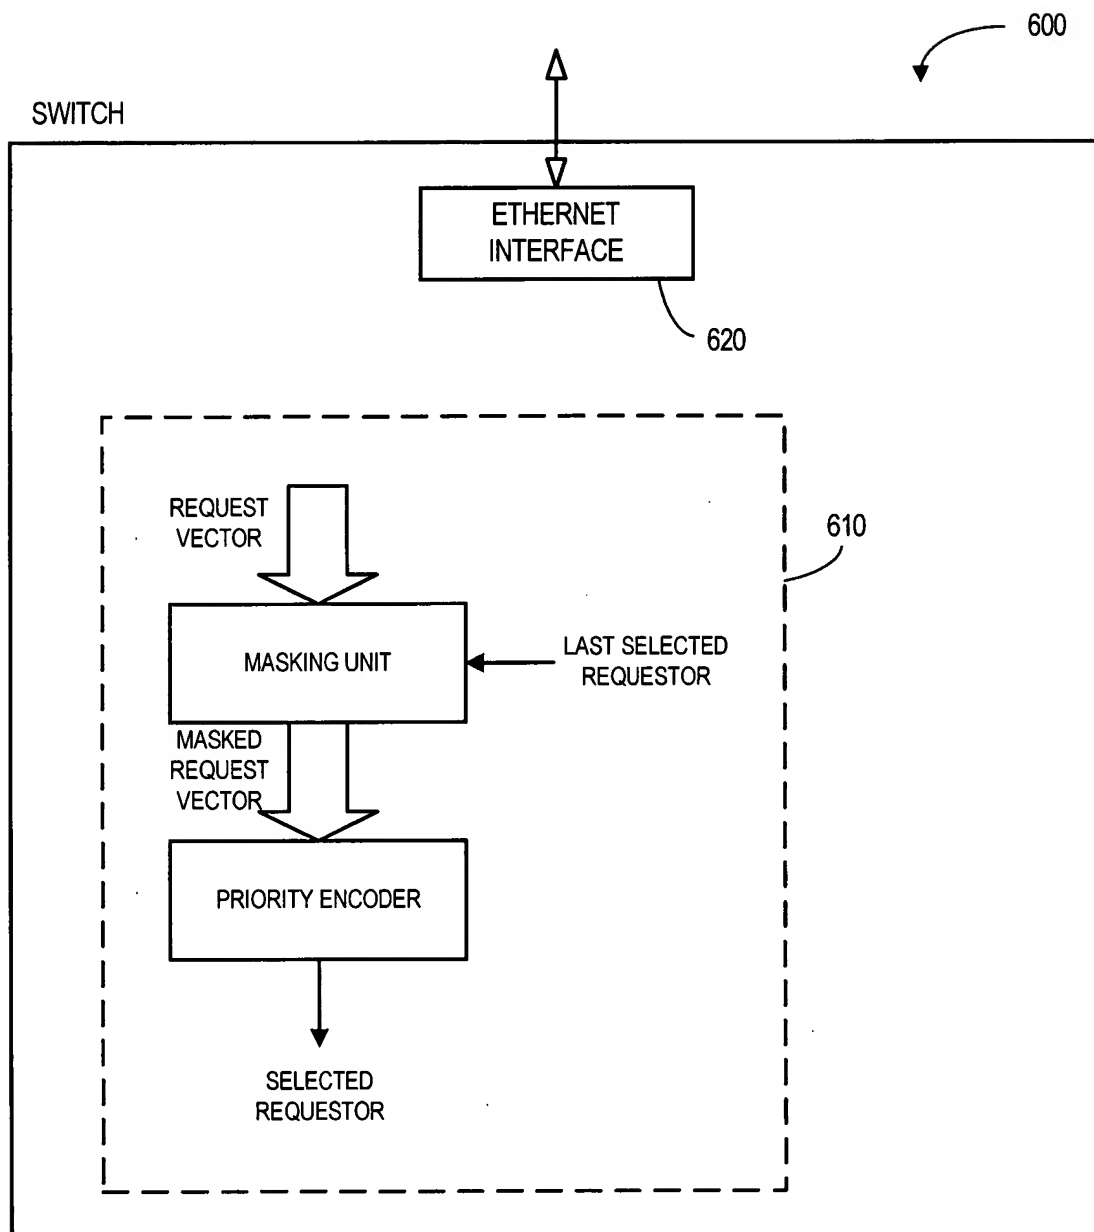 600
SWITCH
ETHERNET
INTERFACE
620
REQUEST
VECTOR
610
MASKING UNIT
LAST SELECTED
REQUESTOR
MASKED
REQUEST
VECTOR
PRIORITY ENCODER
SELECTED
REQUESTOR